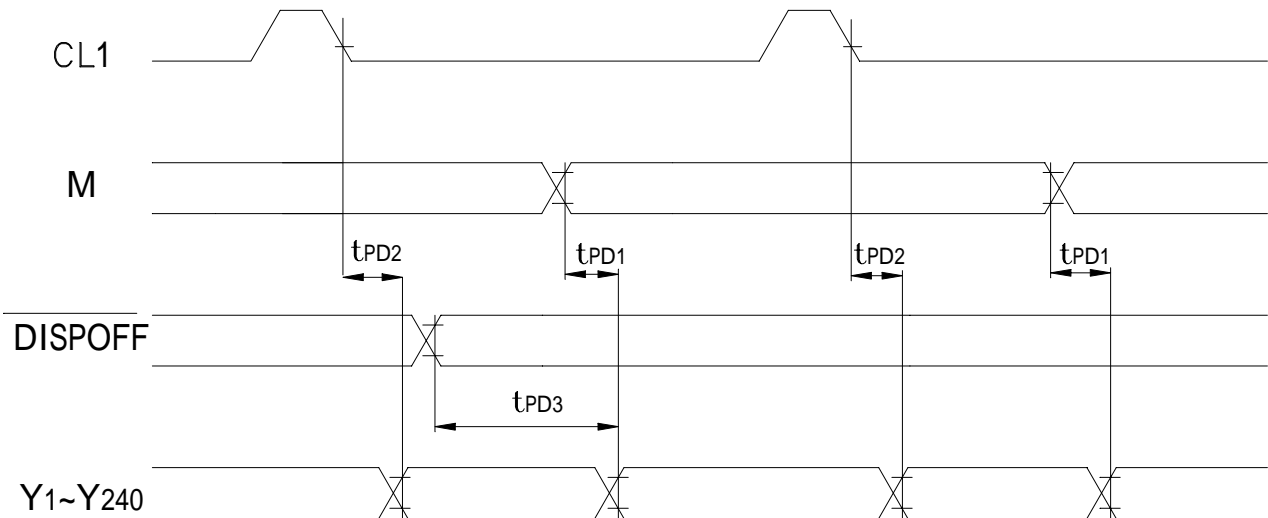 CL1
M
tPD2
tPD1
tPD2
tPD1
DISPOFF
tPD3
Y1~Y240